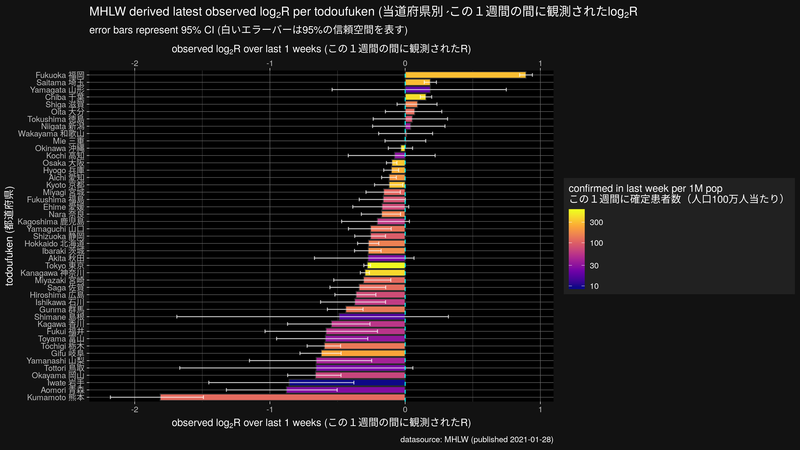 MHLW derived latest observed log₂R per todoufuken (当道府県別 この１週間の間に観測されたlog₂R
error bars represent 95% CI (白いエラーバーは95%の信頼空間を表す)
observed log₂R over last 1 weeks (この１週間の間に観測されたR)
-2 -1 0 1
todoufuken (都道府県)
Fukuoka 福岡
Saitama 埼玉
Yamagata 山形
Chiba 千葉
Shiga 滋賀
Oita 大分
Tokushima 徳島
Niigata 新潟
Wakayama 和歌山
Mie 三重
Okinawa 沖縄
Kochi 高知
Osaka 大阪
Hyogo 兵庫
Aichi 愛知
Kyoto 京都
Miyagi 宮城
Fukushima 福島
Ehime 愛媛
Nara 奈良
Kagoshima 鹿児島
Yamaguchi 山口
Shizuoka 静岡
Hokkaido 北海道
Ibaraki 茨城
Akita 秋田
Tokyo 東京
Kanagawa 神奈川
Miyazaki 宮崎
Saga 佐賀
Hiroshima 広島
Ishikawa 石川
Gunma 群馬
Shimane 島根
Kagawa 香川
Fukui 福井
Toyama 富山
Tochigi 栃木
Gifu 岐阜
Yamanashi 山梨
Tottori 鳥取
Okayama 岡山
Iwate 岩手
Aomori 青森
Kumamoto 熊本
-2 -1 0 1
observed log₂R over last 1 weeks (この１週間の間に観測されたR)
confirmed in last week per 1M pop
この１週間に確定患者数（人口100万人当たり）
300
100
30
10
datasource: MHLW (published 2021-01-28)